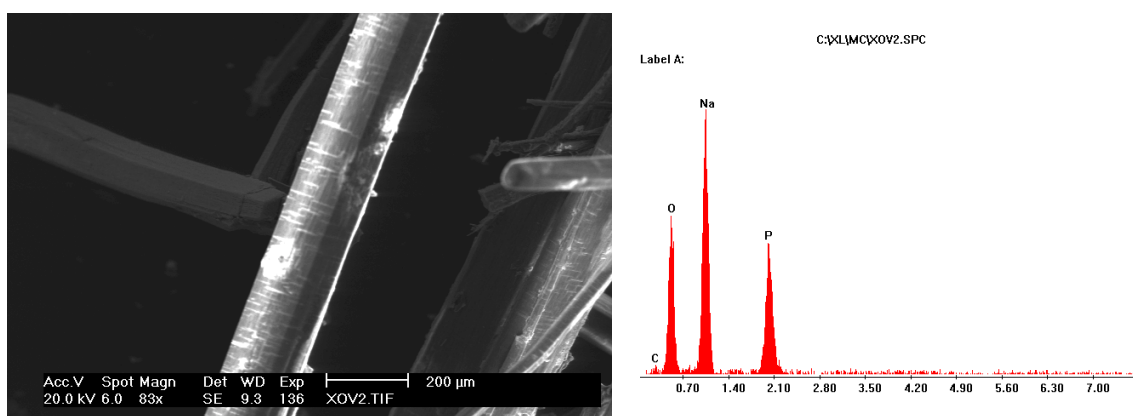 Acc.V Spot Magn Det WD Exp 200 µm
20.0 kV 6.0 83x SE 9.3 136 XOV2.TIF
C:\XL\MC\XOV2.SPC
Label A:
Na
O
P
C
0.70 1.40 2.10 2.80 3.50 4.20 4.90 5.60 6.30 7.00